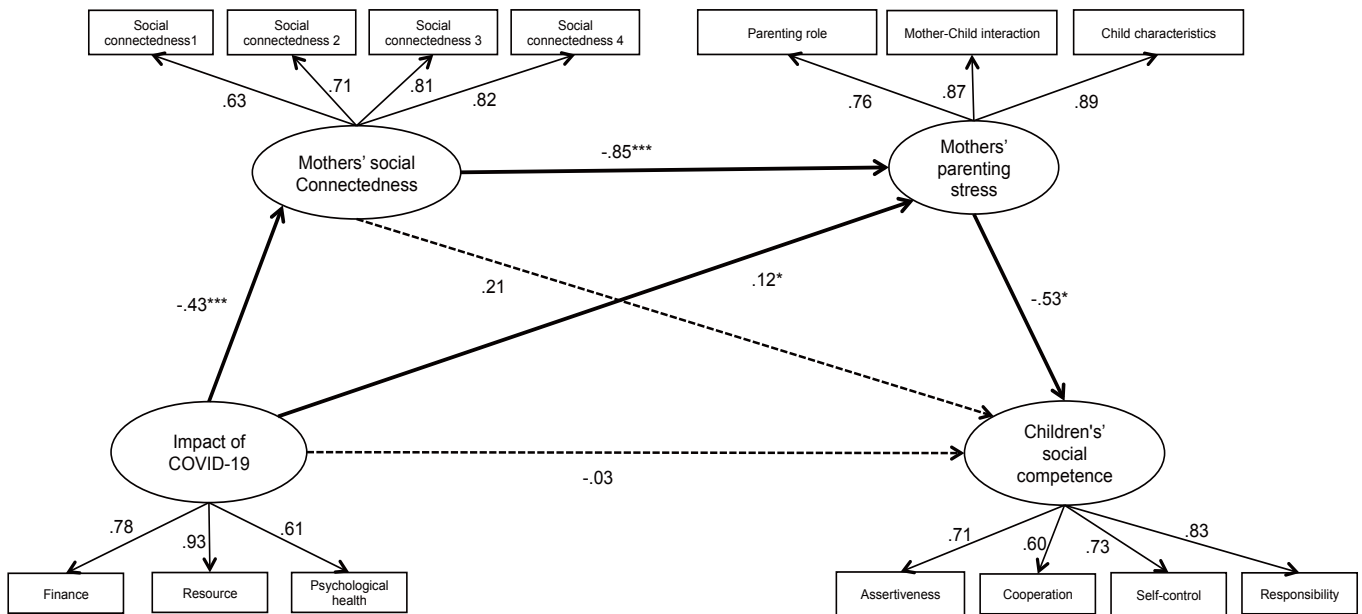 Social
connectedness1
Social
connectedness 2
Social
connectedness 3
Social
connectedness 4
Parenting role
Mother-Child interaction
Child characteristics
.63
.71
.81
.82
.76
.87
.89
Mothers' social
Connectedness
-.85***
Mothers'
parenting
stress
-.43***
.21
.12*
-.53*
Impact of
COVID-19
-.03
Children's'
social
competence
.78
.93
.61
.71
.60
.73
.83
Finance
Resource
Psychological
health
Assertiveness
Cooperation
Self-control
Responsibility